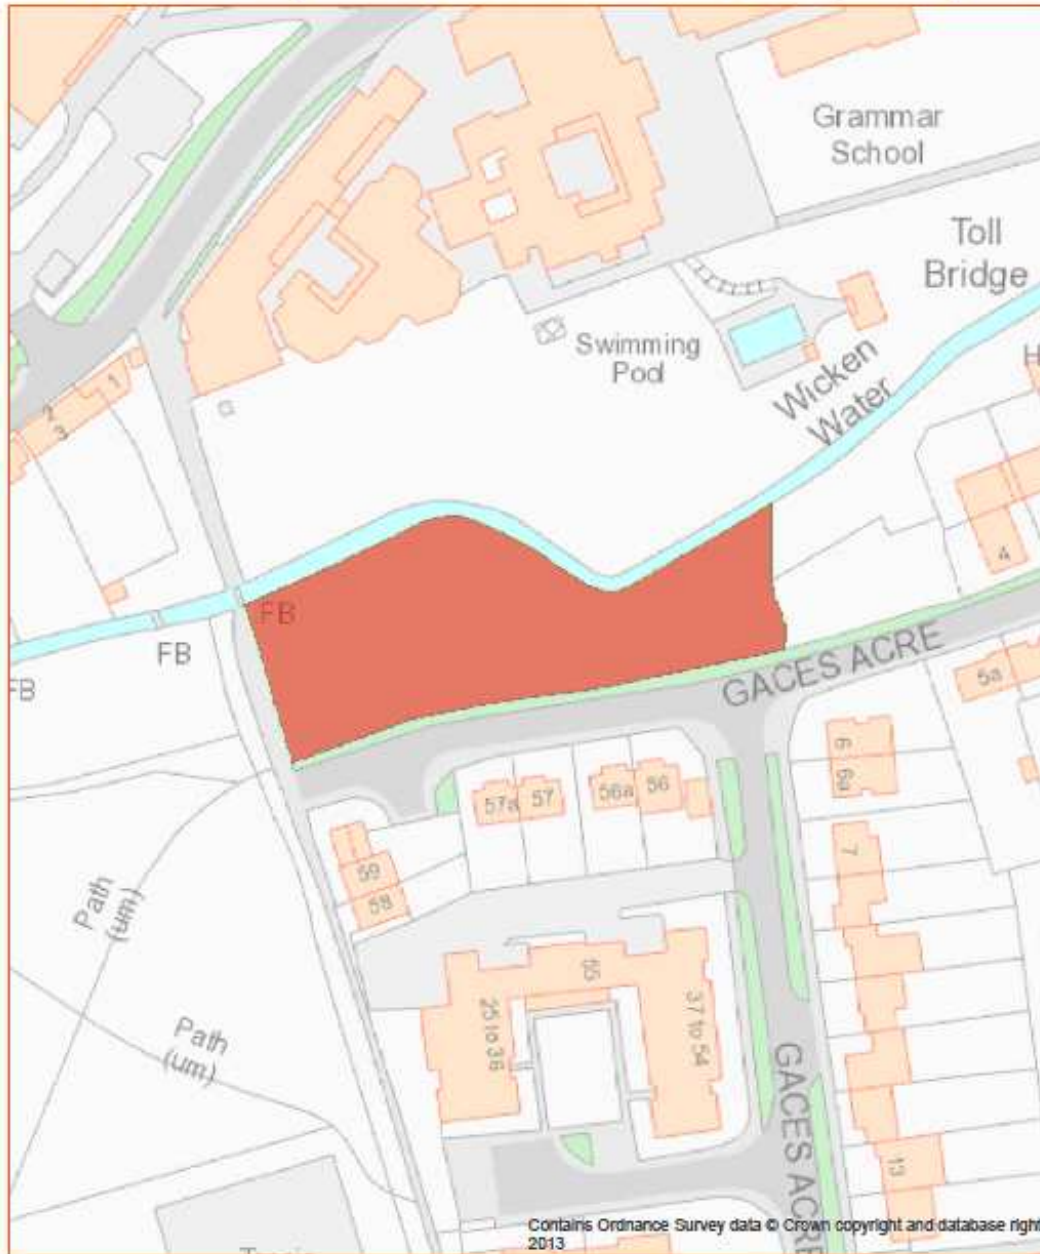 Grammar
School
Toll
Bridge
Swimming
Pool
Wicken
Water
H
1
2
3
FB
FB
FB
4
GACES ACRE
5a
6
6a
57a
57
56a
56
7
59
58
Path
(um)
55
25 to 36
37 to 54
Path
(um)
GACES ACRE
13
Contains Ordnance Survey data © Crown copyright and database right
2013